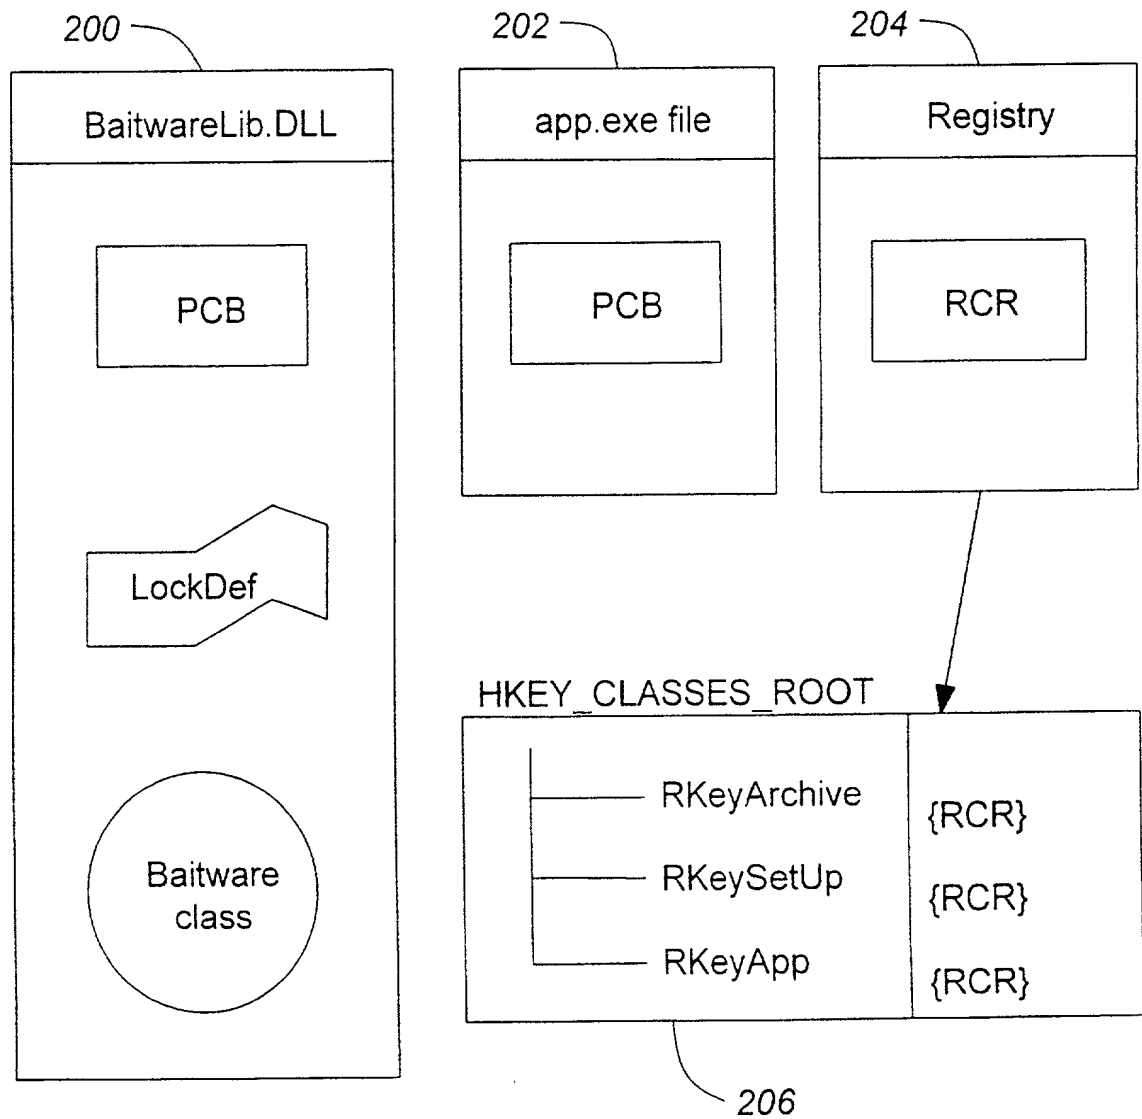 200
202
204
BaitwareLib.DLL
app.exe file
Registry
PCB
PCB
RCR
LockDef
HKEY_CLASSES_ROOT
RKeyArchive
{RCR}
Baitware
class
RKeySetUp
{RCR}
RKeyApp
{RCR}
206